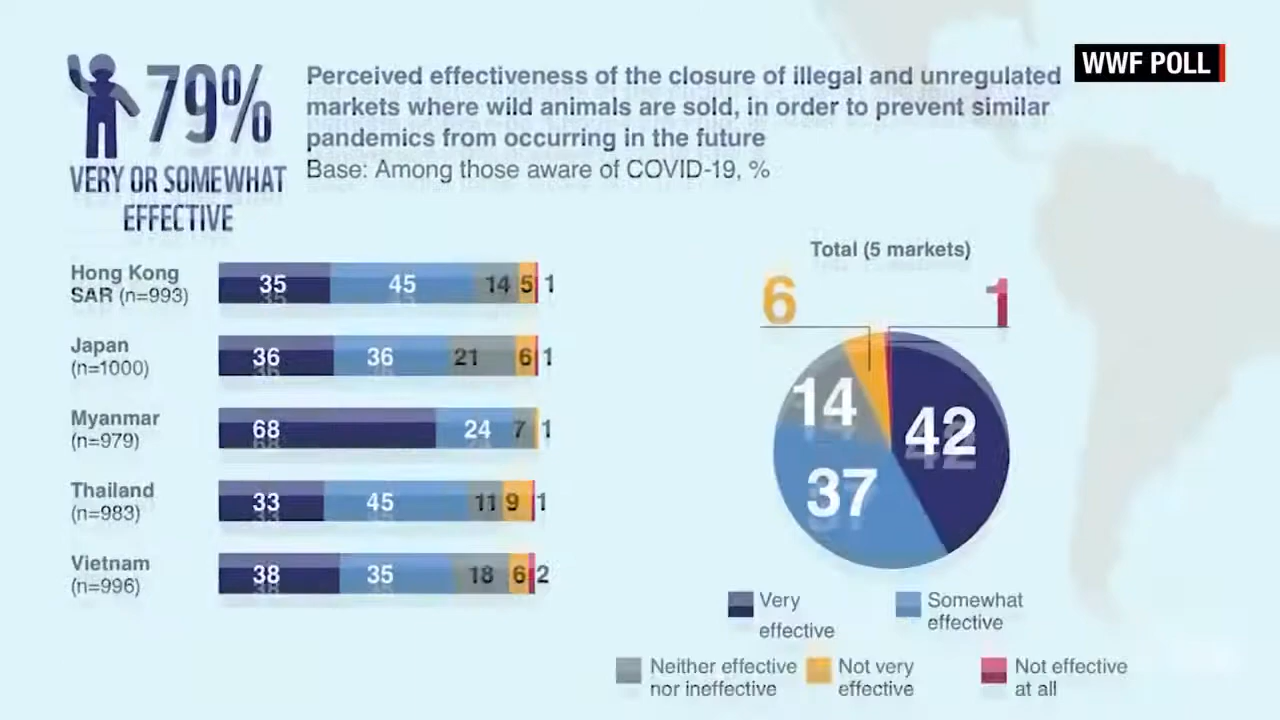 WWF POLL
79%
VERY OR SOMEWHAT
EFFECTIVE
Perceived effectiveness of the closure of illegal and unregulated
markets where wild animals are sold, in order to prevent similar
pandemics from occurring in the future
Base: Among those aware of COVID-19, %
Hong Kong
SAR (n=993)
35 45 14 5 1
Japan
(n=1000)
36 36 21 6 1
Myanmar
(n=979)
68 24 7 1
Thailand
(n=983)
33 45 11 9 1
Vietnam
(n=996)
38 35 18 6 2
Total (5 markets)
6 1
14 42
37
Very
effective
Somewhat
effective
Neither effective
nor ineffective
Not very
effective
Not effective
at all